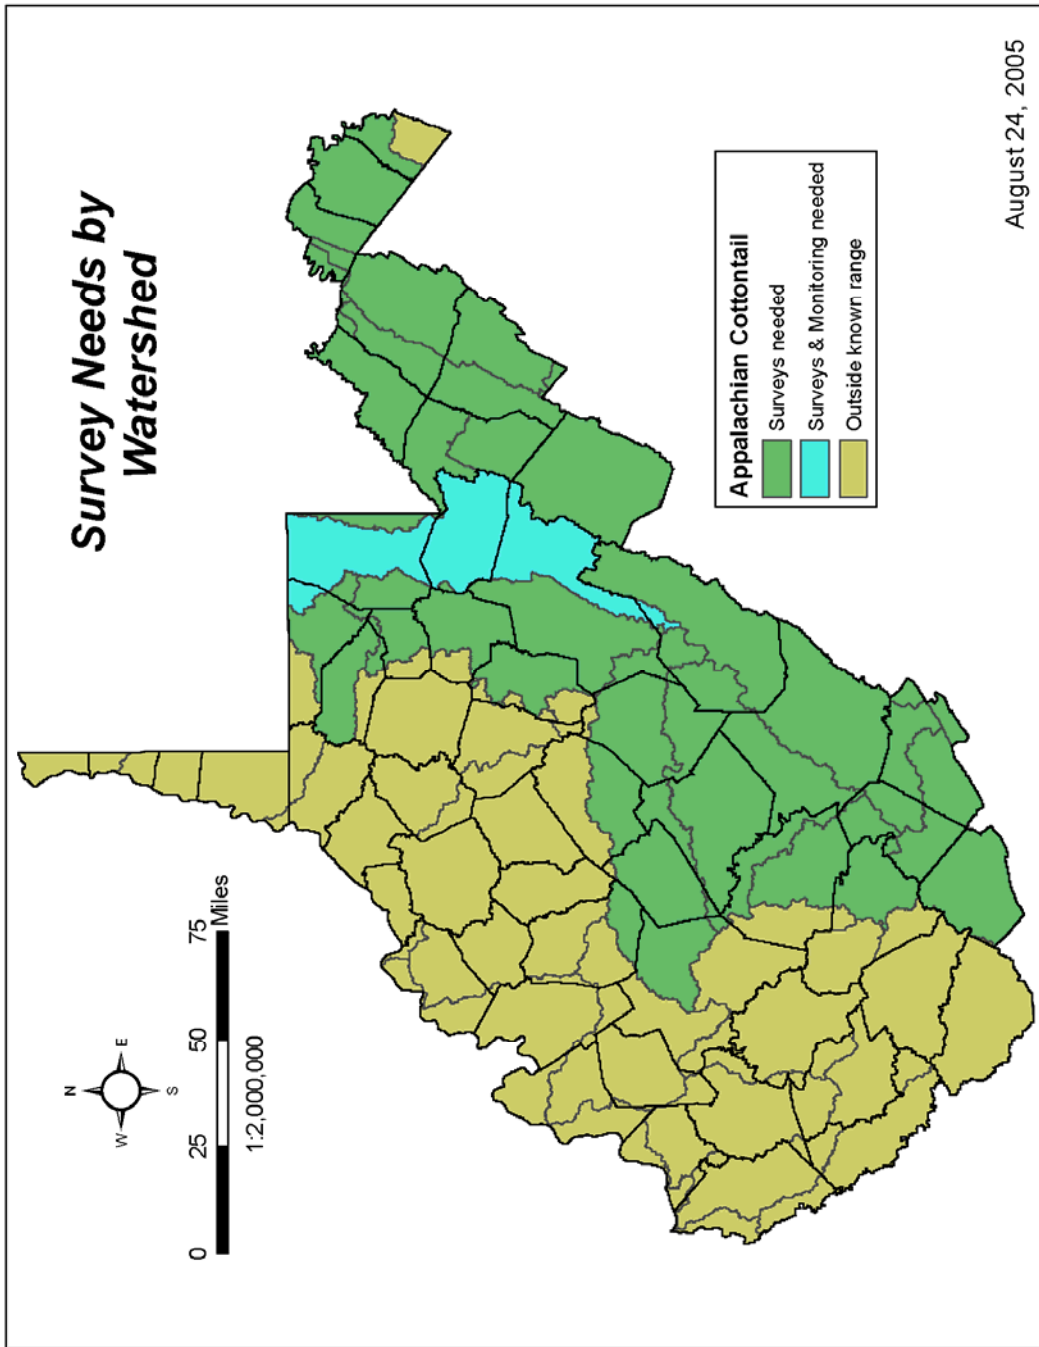 Survey Needs by
Watershed
N
W E
S
0 25 50 75
Miles
1:2,000,000
Appalachian Cottontail
Surveys needed
Surveys & Monitoring needed
Outside known range
August 24, 2005